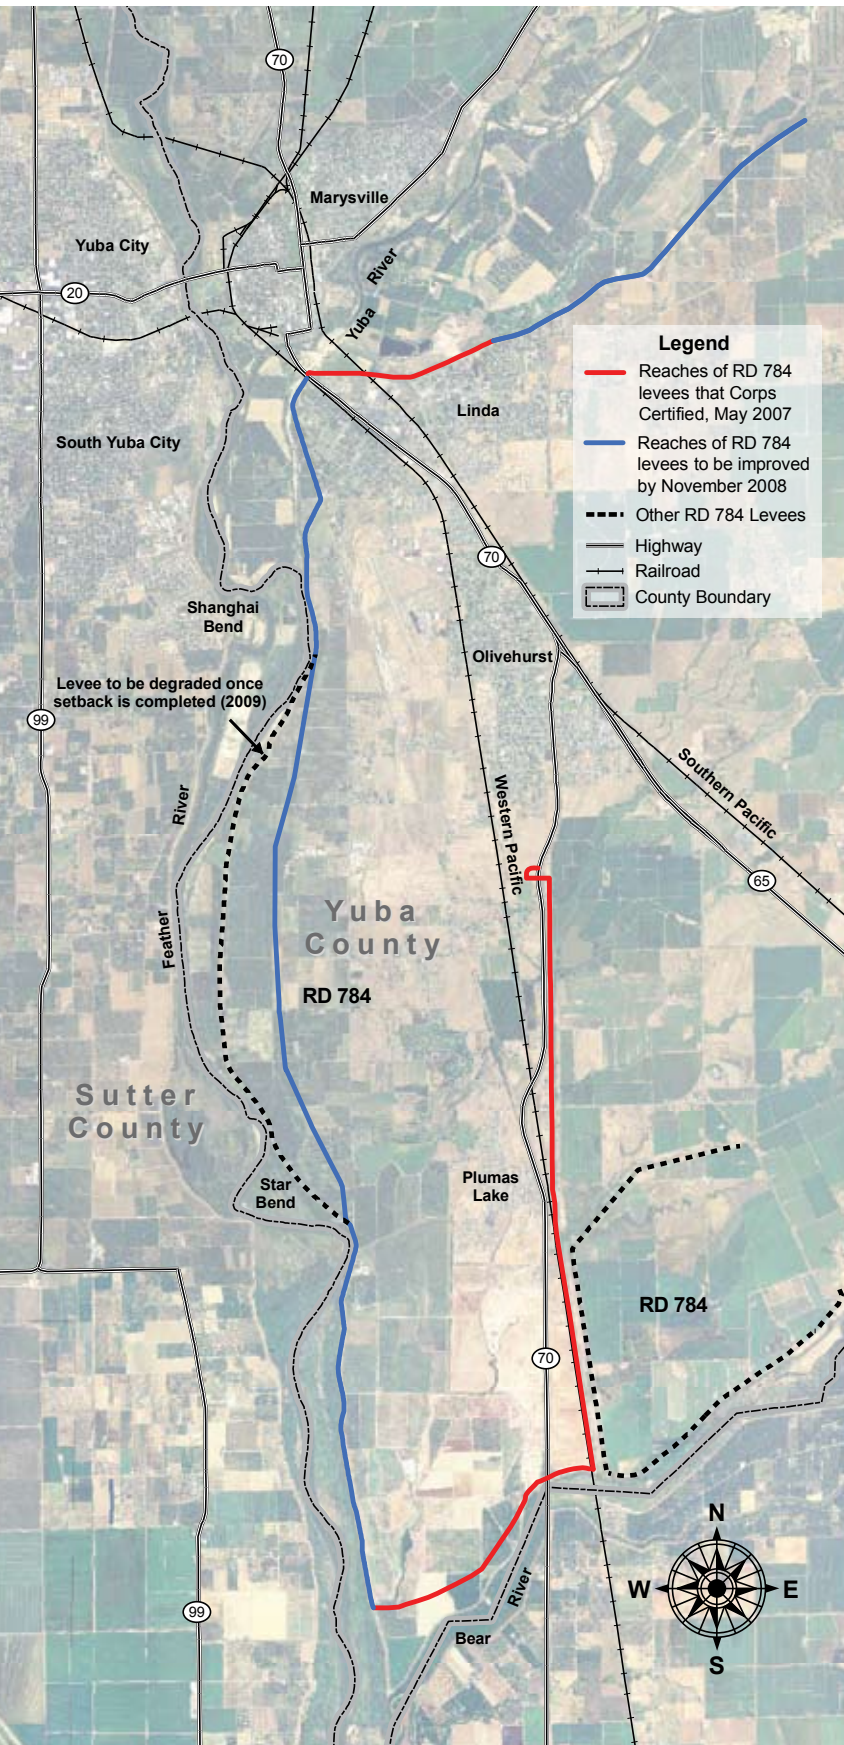 70
Marysville
Yuba City
River
20
Yuba
Legend
Reaches of RD 784
levees that Corps
Certified, May 2007
Linda
South Yuba City
Reaches of RD 784
levees to be improved
by November 2008
Other RD 784 Levees
Highway
70
Railroad
County Boundary
Shanghai
Bend
Olivehurst
Levee to be degraded once
setback is completed (2009)
99
Southern Pacific
River
Western Pacific
65
Yuba
County
Feather
RD 784
Sutter
County
Plumas
Lake
Star
Bend
RD 784
70
N
W
E
S
River
99
Bear